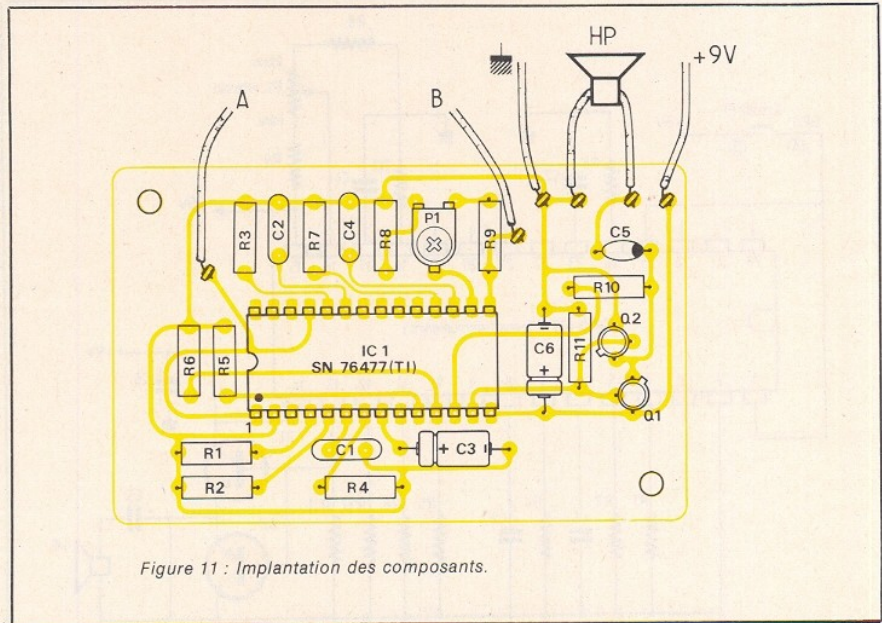 HP
+9V
A
B
P1
C5
R3
C2
R7
C4
R8
R9
R10
Q2
R6
R5
IC 1
SN 76477(TI)
C6
+
R11
Q1
1
R1
C1
+ C3
R2
R4
Figure 11 : Implantation des composants.